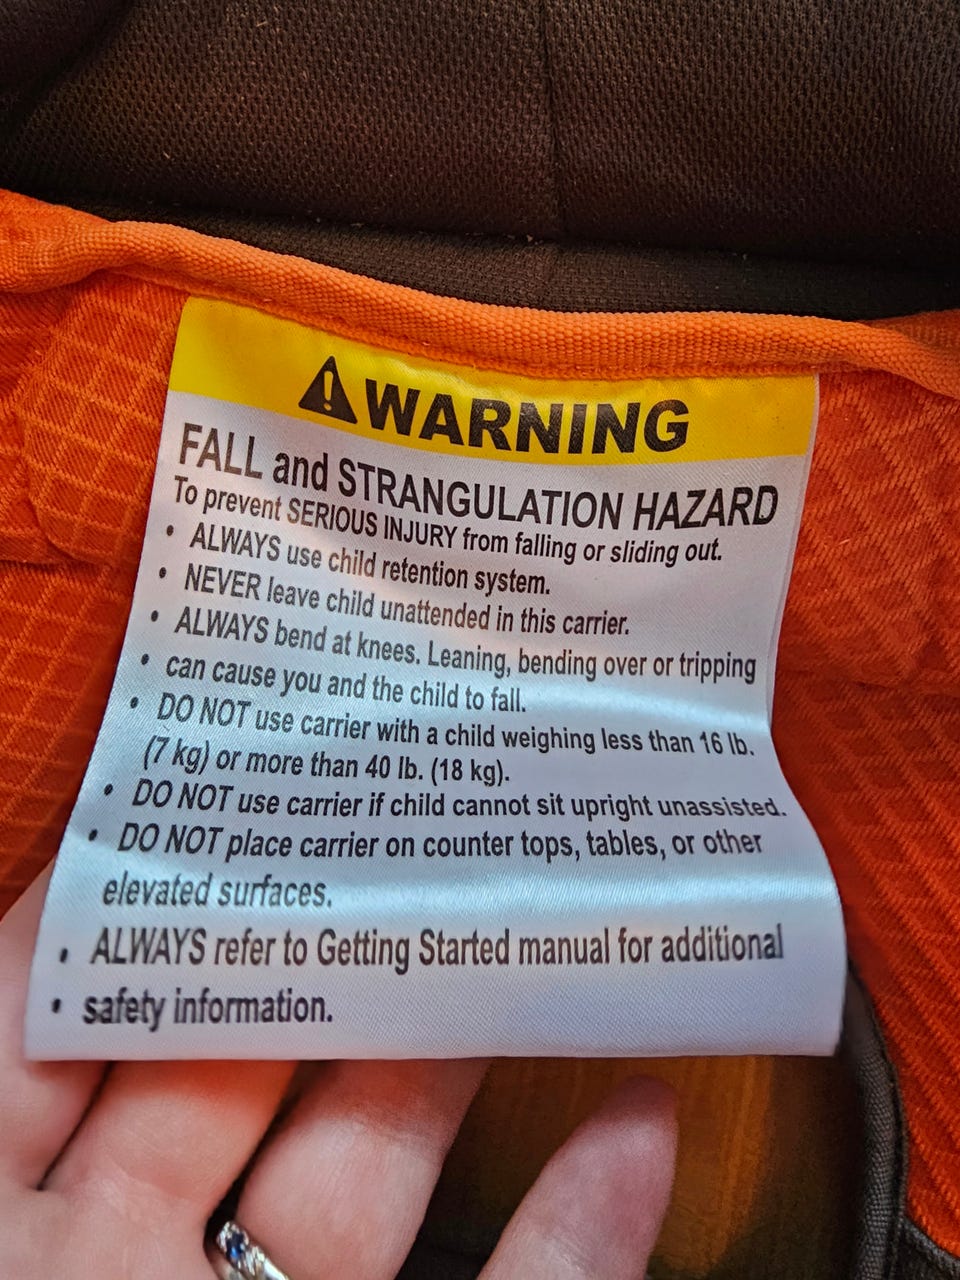 WARNING
FALL and STRANGULATION HAZARD
To prevent SERIOUS INJURY from falling or sliding out.
• ALWAYS use child retention system.
• NEVER leave child unattended in this carrier.
• ALWAYS bend at knees. Leaning, bending over or tripping
• can cause you and the child to fall.
• DO NOT use carrier with a child weighing less than 16 lb.
(7 kg) or more than 40 lb. (18 kg).
• DO NOT use carrier if child cannot sit upright unassisted.
• DO NOT place carrier on counter tops, tables, or other
elevated surfaces.
• ALWAYS refer to Getting Started manual for additional
• safety information.